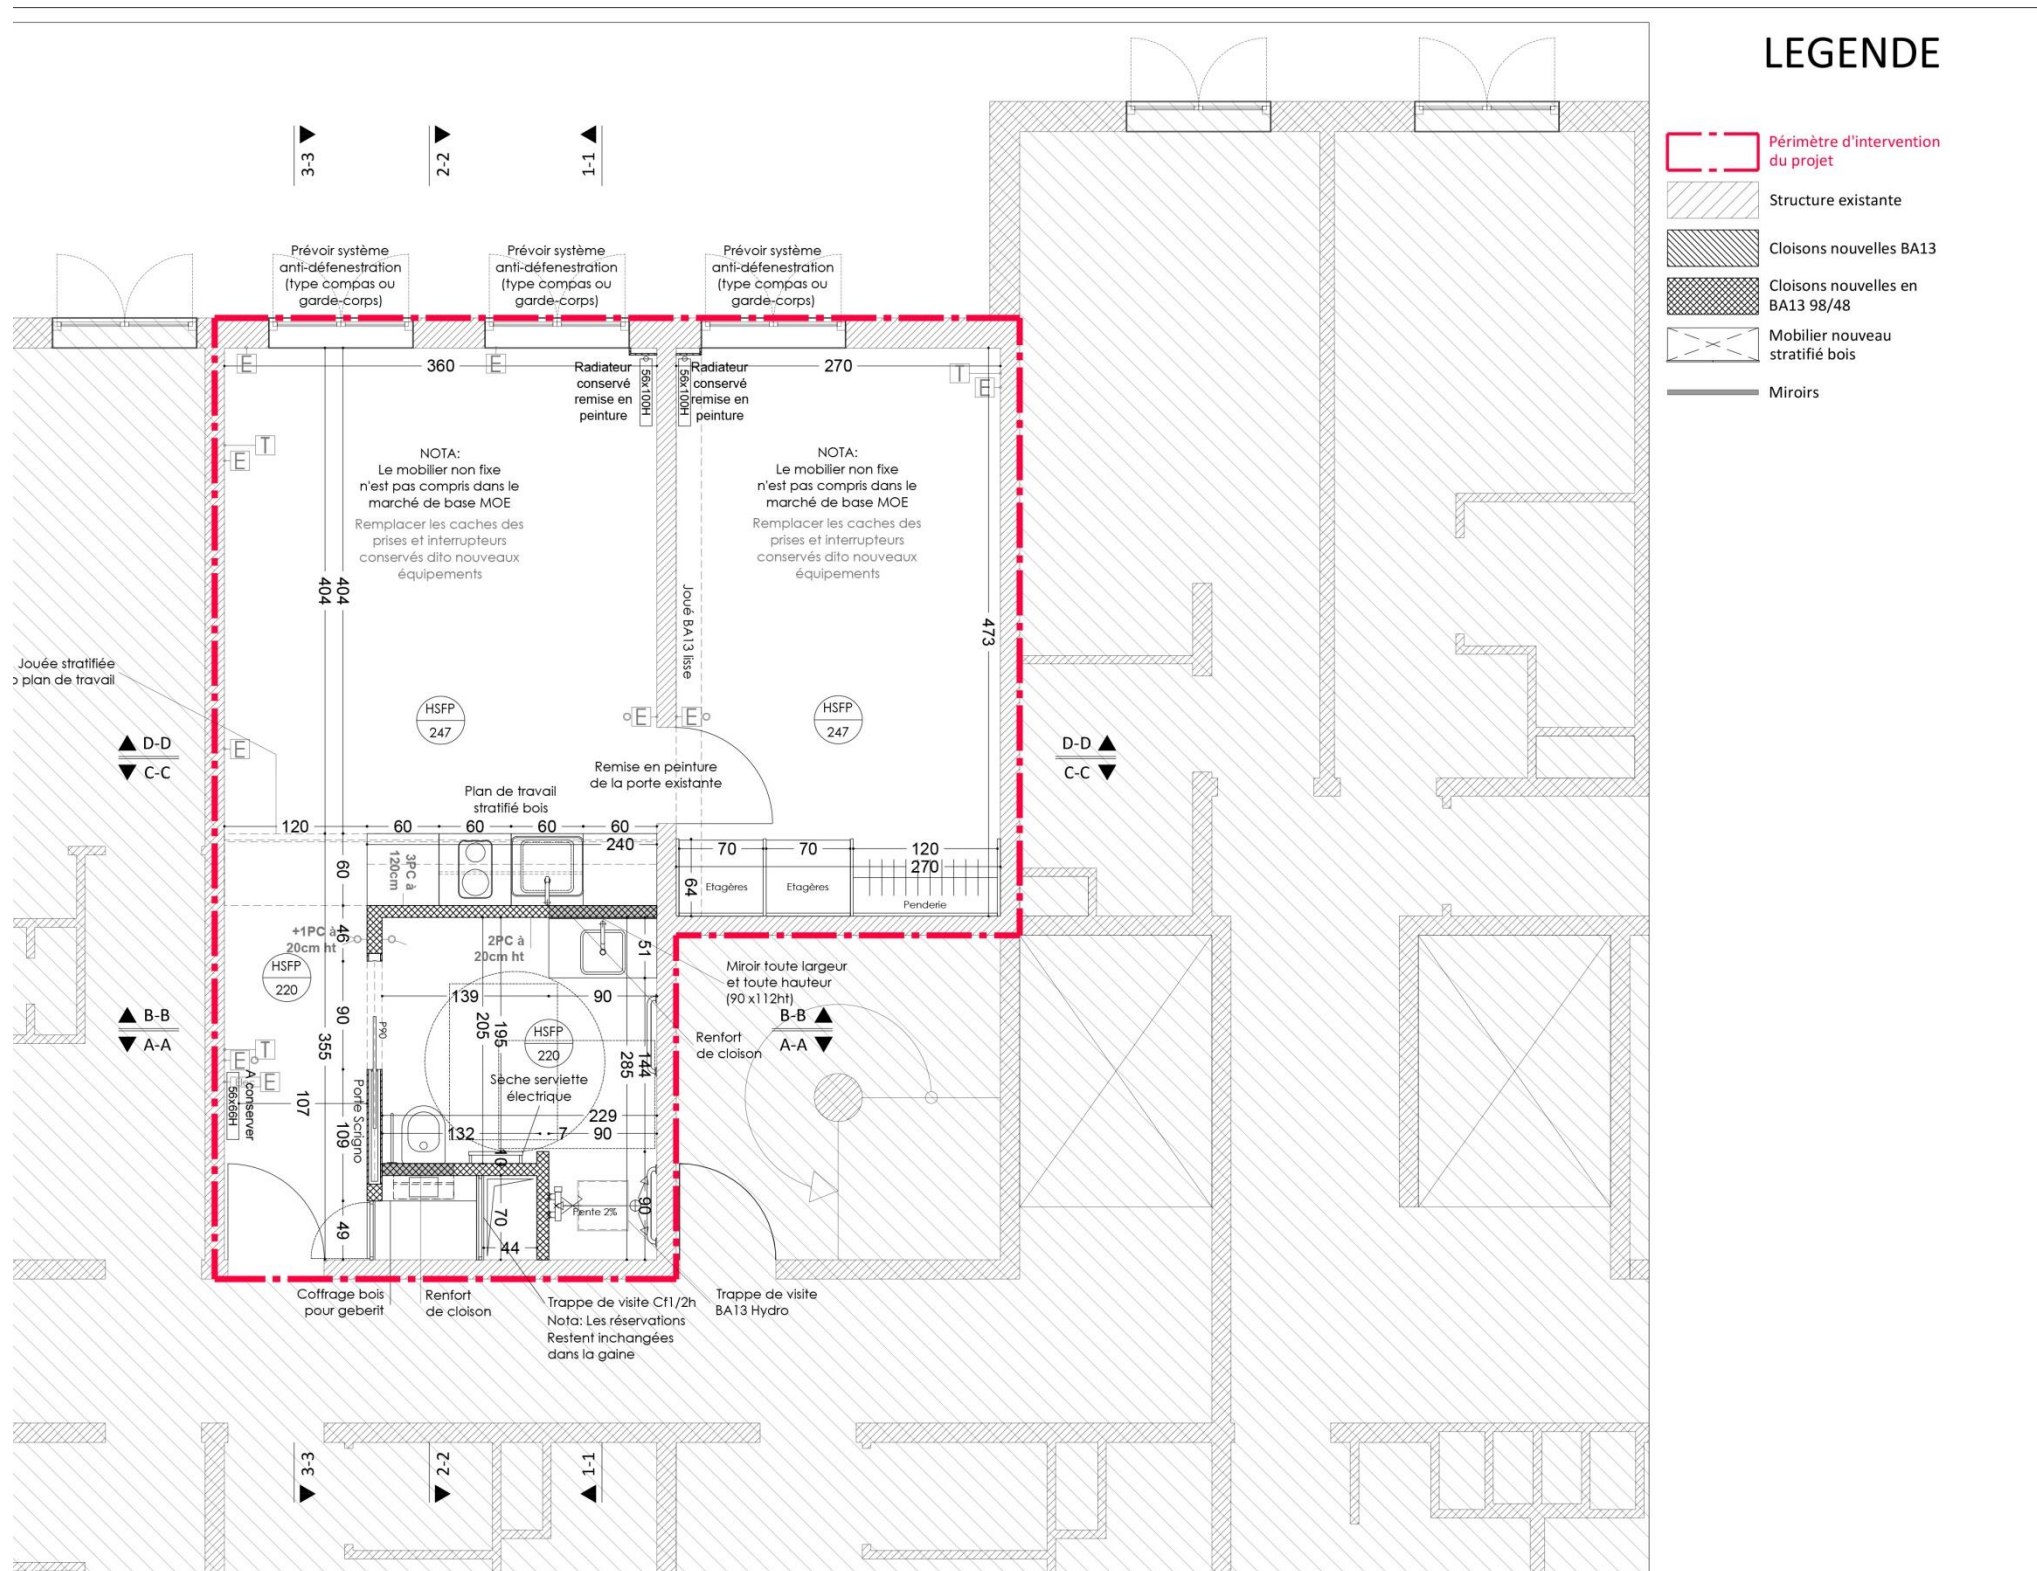 LEGENDE
Périmètre d'intervention
du projet
Structure existante
Cloisons nouvelles BA13
Cloisons nouvelles en
BA13 98/48
Mobilier nouveau
stratifié bois
Miroirs
3-3
2-2
1-1
Prévoir système
anti-défenestration
(type compas ou
garde-corps)
Prévoir système
anti-défenestration
(type compas ou
garde-corps)
Prévoir système
anti-défenestration
(type compas ou
garde-corps)
E
360
E
Radiateur
conservé
remise en
peinture
56x100H
56x100H
Radiateur
conservé
remise en
peinture
270
T
E
T
E
NOTA:
Le mobilier non fixe
n'est pas compris dans le
marché de base MOE
Remplacer les caches des
prises et interrupteurs
conservés dito nouveaux
équipements
NOTA:
Le mobilier non fixe
n'est pas compris dans le
marché de base MOE
Remplacer les caches des
prises et interrupteurs
conservés dito nouveaux
équipements
404
404
Joué BA13 lisse
473
Jouée stratifiée
o plan de travail
HSFP
247
E
E
HSFP
247
D-D
C-C
E
D-D
C-C
Remise en peinture
de la porte existante
Plan de travail
stratifié bois
120
60
60
60
60
240
70
70
120
270
60
3PC à
120cm
64
Etagères
Etagères
Penderie
46
+1PC à
20cm ht
2PC à
20cm ht
51
HSFP
220
Miroir toute largeur
et toute hauteur
(90 x112ht)
139
90
B-B
A-A
B-B
A-A
90
355
P90
205
195
HSFP
220
285
144
Renfort
de cloison
T
E
E
A conserver
56x66H
107
109
Porte Scrigno
Sèche serviette
électrique
229
132
7
90
10
49
70
44
Pente 2%
90
Coffrage bois
pour geberit
Renfort
de cloison
Trappe de visite Cf1/2h
Nota: Les réservations
Restent inchangées
dans la gaine
Trappe de visite
BA13 Hydro
3-3
2-2
1-1